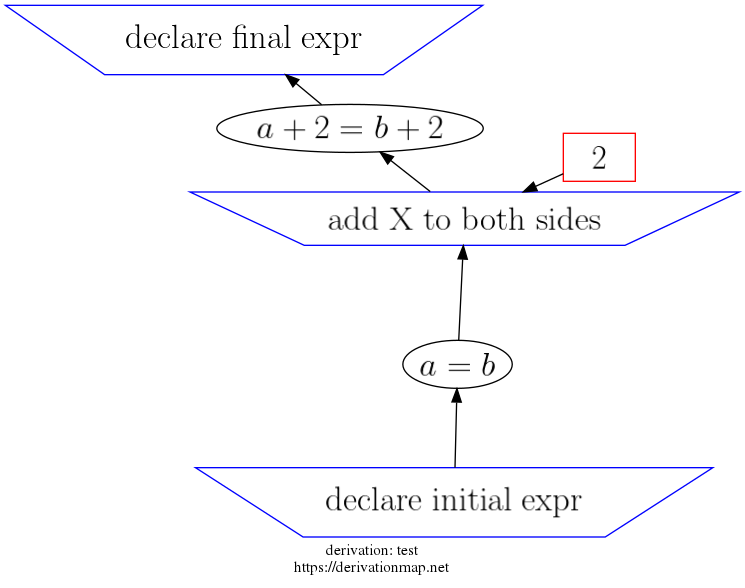 declare final expr
a + 2 = b + 2
2
add X to both sides
a = b
declare initial expr
derivation: test
https://derivationmap.net